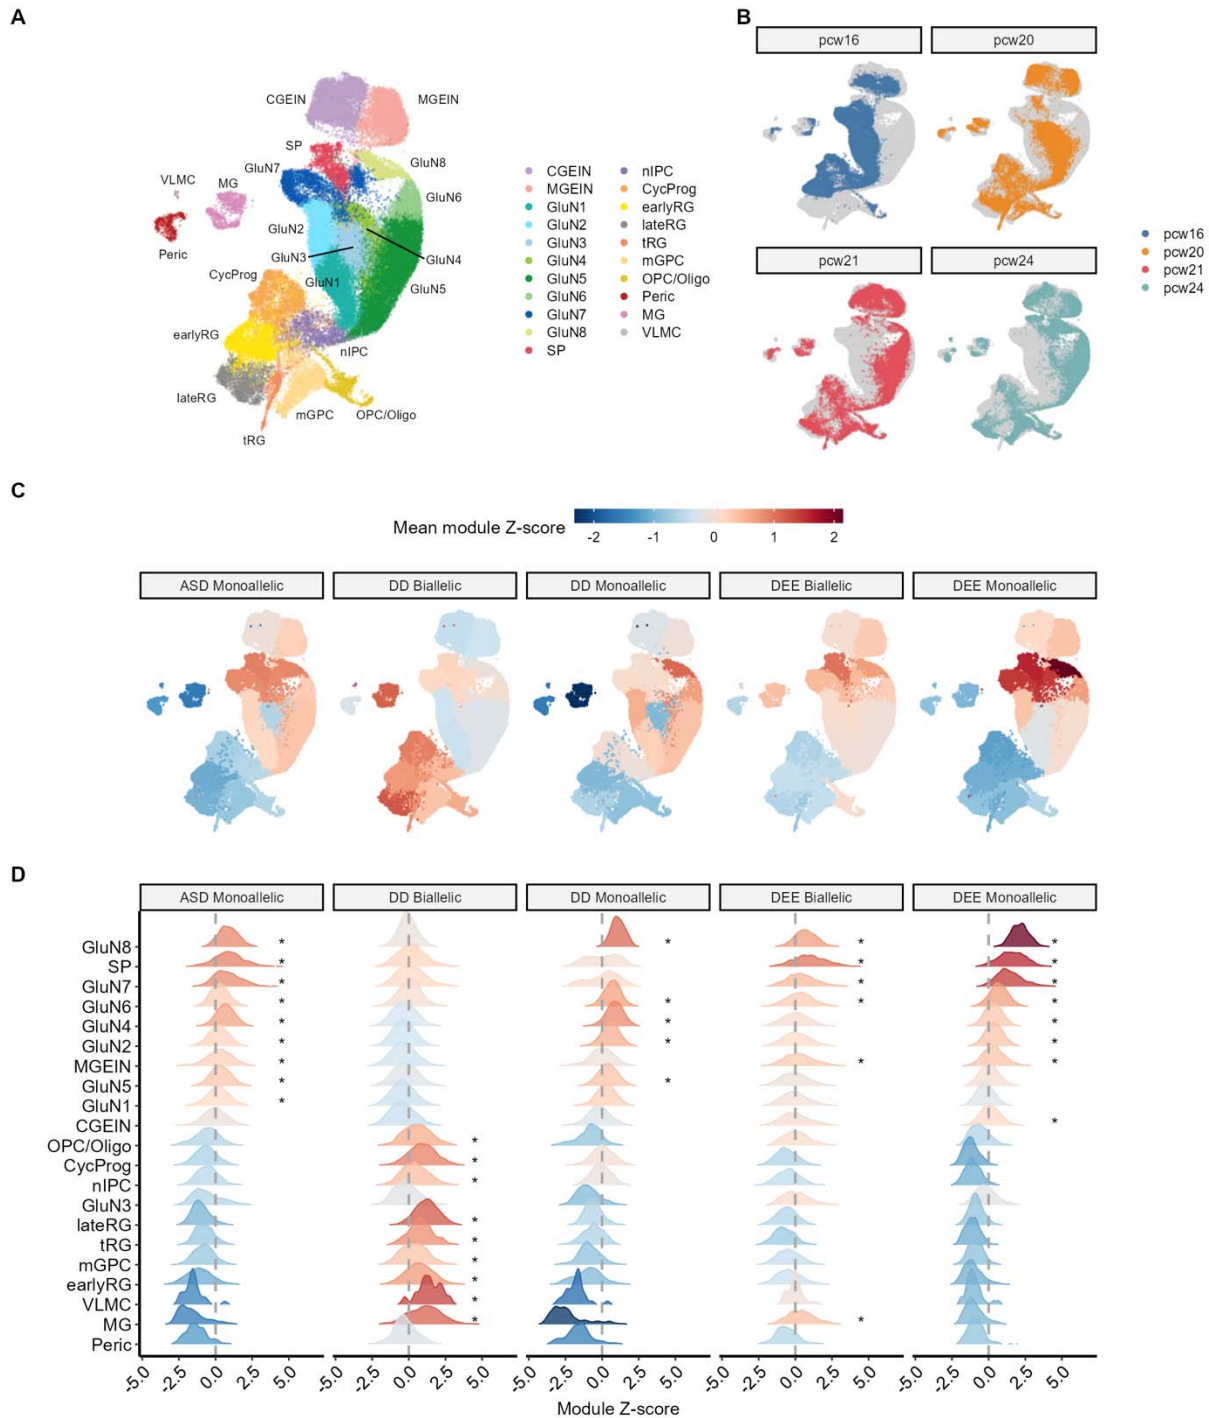 A
CGEIN
MGEIN
SP
GluN7
GluN8
VLMC
MG
GluN6
GluN2
Peric
GluN3
GluN4
CycProg
GluN1
GluN5
earlyRG
nIPC
lateRG
mGPC
OPC/Oligo
tRG
CGEIN
MGEIN
GluN1
GluN2
GluN3
GluN4
GluN5
GluN6
GluN7
GluN8
SP
nIPC
CycProg
earlyRG
lateRG
tRG
mGPC
OPC/Oligo
Peric
MG
VLMC
B
pcw16
pcw20
pcw21
pcw24
pcw16
pcw20
pcw21
pcw24
C
Mean module Z-score
-2 -1 0 1 2
ASD Monoallelic
DD Biallelic
DD Monoallelic
DEE Biallelic
DEE Monoallelic
D
ASD Monoallelic
DD Biallelic
DD Monoallelic
DEE Biallelic
DEE Monoallelic
GluN8 * * * *
SP * * *
GluN7 * * *
GluN6 * * * *
GluN4 * * *
GluN2 * * *
MGEIN * * *
GluN5 * *
GluN1 *
CGEIN *
OPC/Oligo *
CycProg *
nIPC *
GluN3
lateRG *
tRG *
mGPC *
earlyRG *
VLMC *
MG * *
Peric
-5.0 -2.5 0.0 2.5 5.0 -5.0 -2.5 0.0 2.5 5.0 -5.0 -2.5 0.0 2.5 5.0 -5.0 -2.5 0.0 2.5 5.0 -5.0 -2.5 0.0 2.5 5.0
Module Z-score